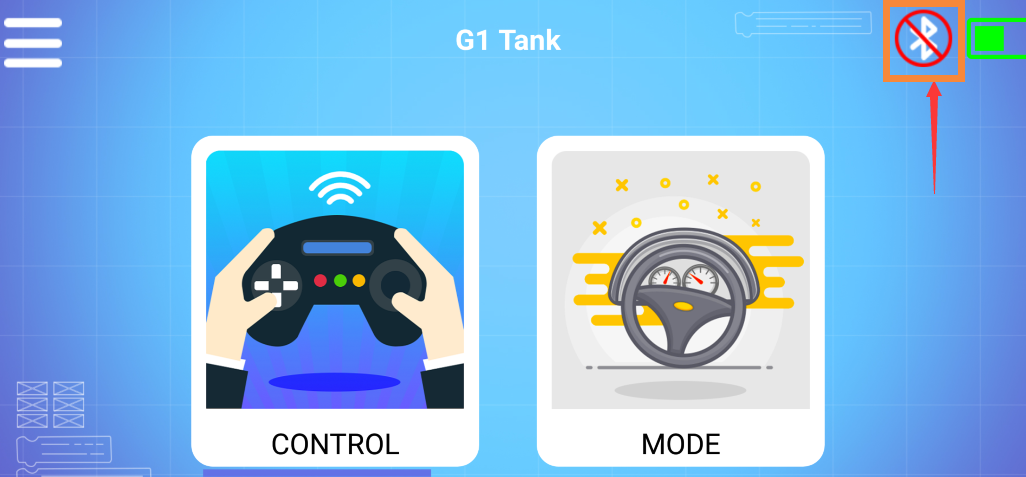 G1 Tank
CONTROL
MODE